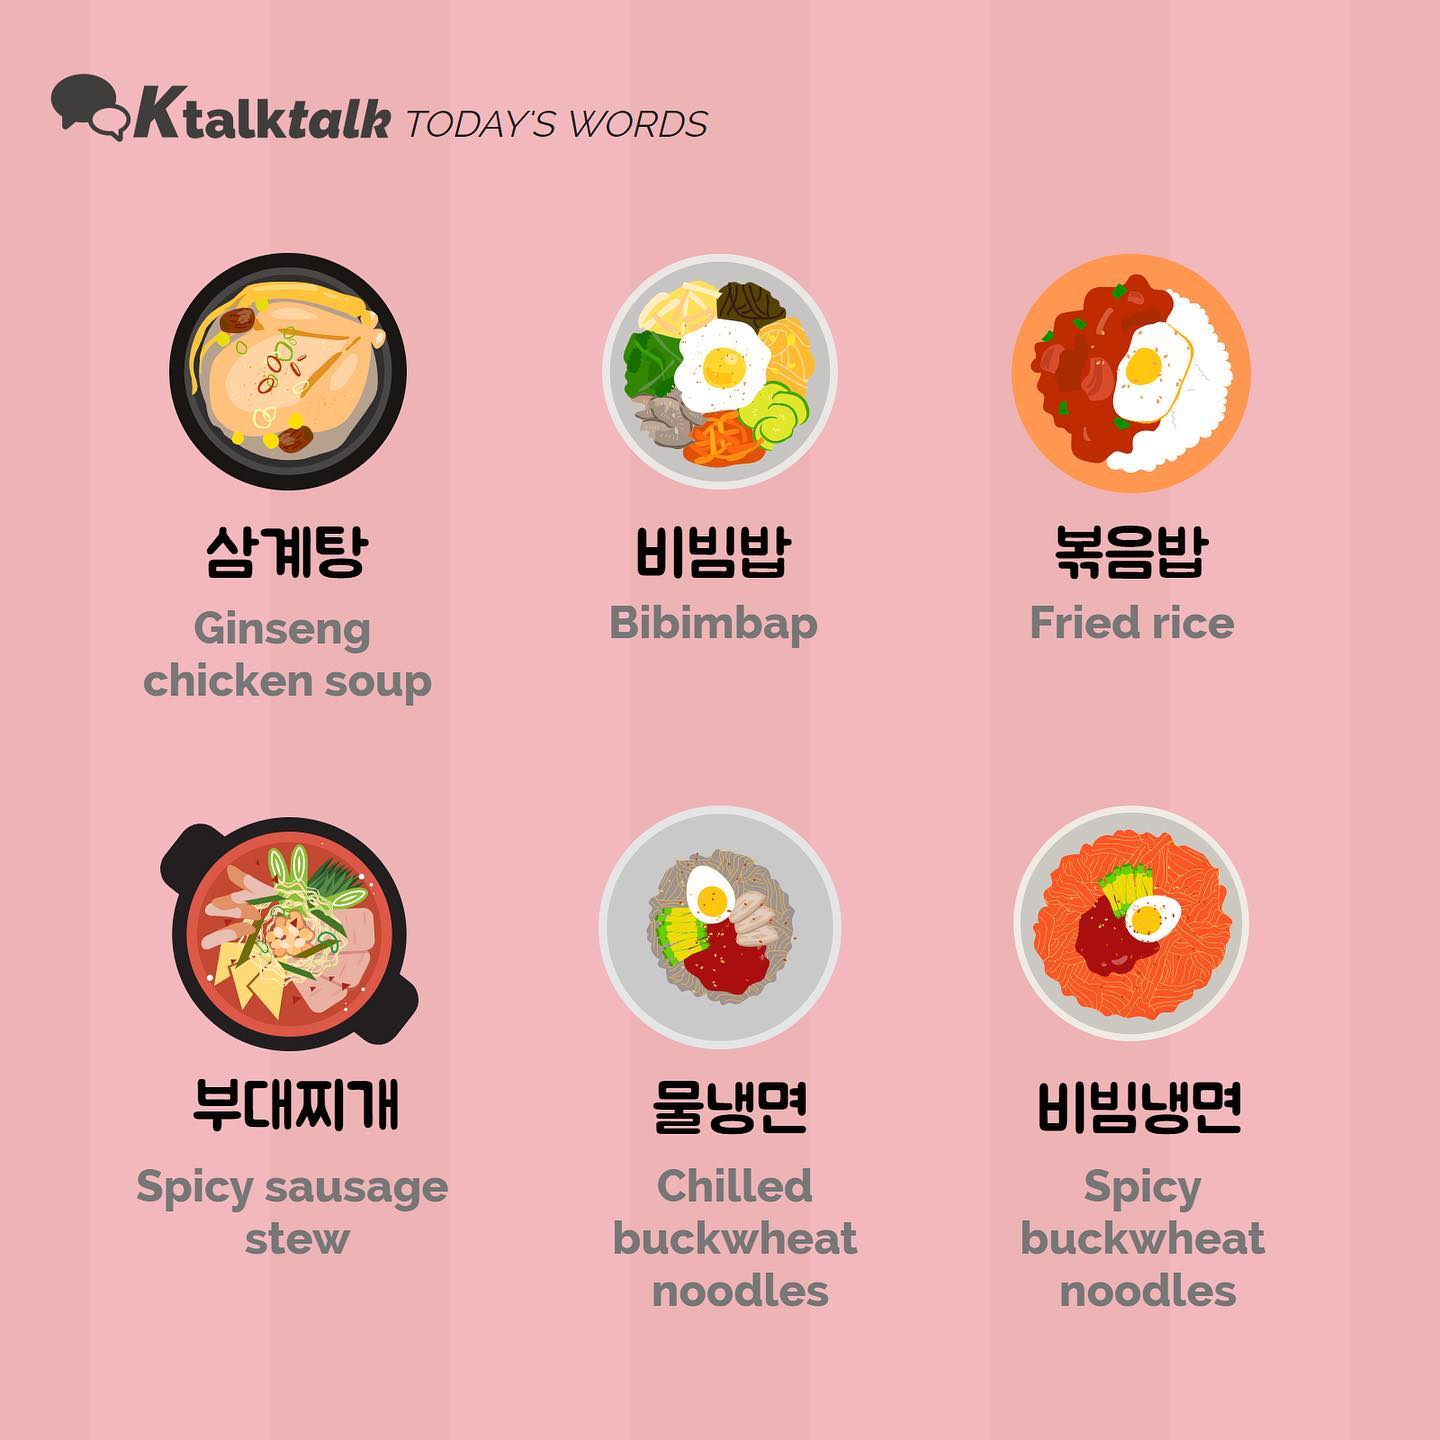 Ktalktalk TODAY'S WORDS
삼계탕
Ginseng
chicken soup
비빔밥
Bibimbap
볶음밥
Fried rice
부대찌개
Spicy sausage
stew
물냉면
Chilled
buckwheat
noodles
비빔냉면
Spicy
buckwheat
noodles